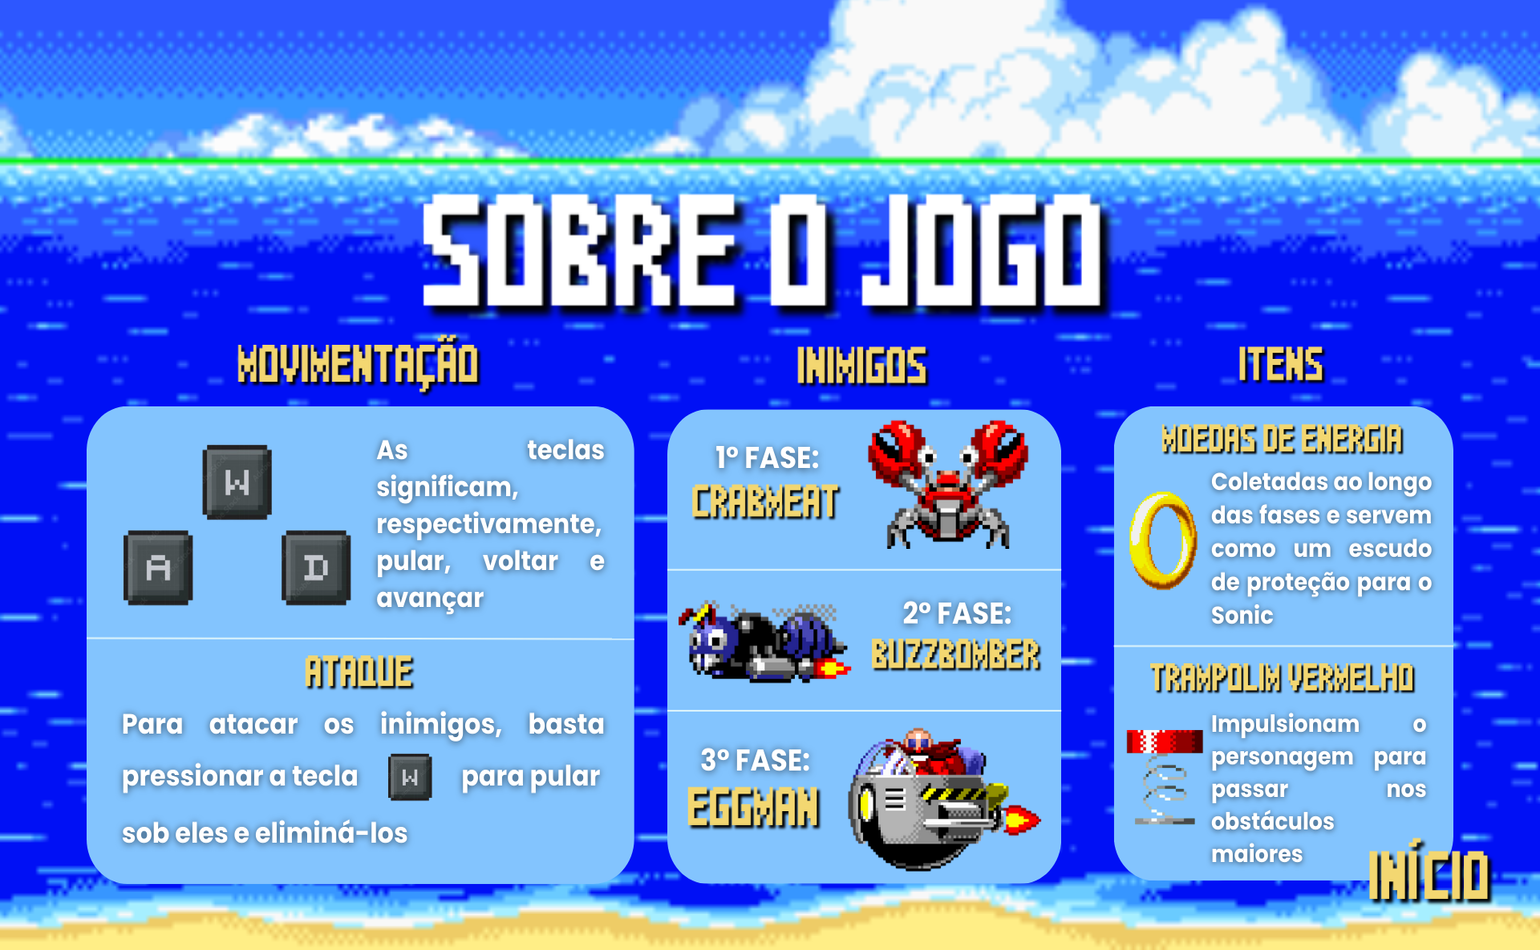 SOBRE O JOGO
MOVIMENTAÇÃO
W
A
D
As teclas
significam,
respectivamente,
pular, voltar e
avançar
ATAQUE
Para atacar os inimigos, basta
pressionar a tecla W para pular
sob eles e eliminá-los
INIMIGOS
1º FASE:
CRABMEAT
2º FASE:
BUZZBOMBER
3º FASE:
EGGMAN
ITENS
MOEDAS DE ENERGIA
Coletadas ao longo
das fases e servem
como um escudo
de proteção para o
Sonic
TRAMPOLIM VERMELHO
Impulsionam o
personagem para
passar nos
obstáculos
maiores
INÍCIO